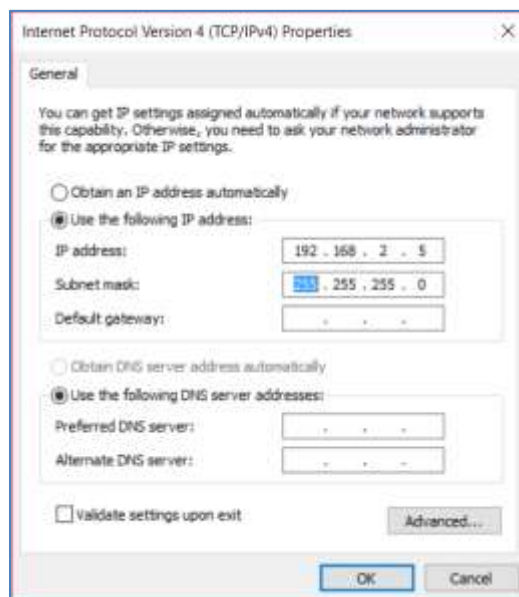 Internet Protocol Version 4 (TCP/IPv4) Properties
General
You can get IP settings assigned automatically if your network supports
this capability. Otherwise, you need to ask your network administrator
for the appropriate IP settings.
Obtain an IP address automatically
Use the following IP address:
IP address: 192 . 168 . 2 . 5
Subnet mask: 255 . 255 . 255 . 0
Default gateway: . . .
Obtain DNS server address automatically
Use the following DNS server addresses:
Preferred DNS server: . . .
Alternate DNS server: . . .
Validate settings upon exit Advanced...
OK Cancel